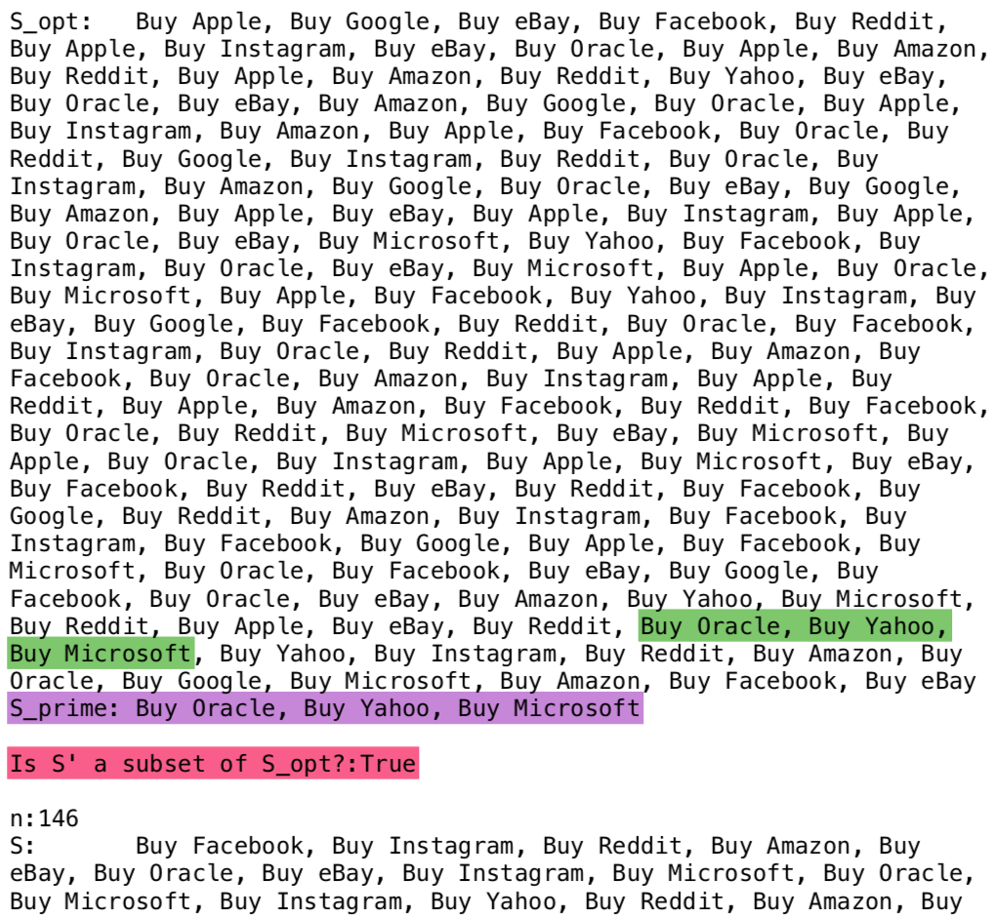 S_opt:   Buy Apple, Buy Google, Buy eBay, Buy Facebook, Buy Reddit,
Buy Apple, Buy Instagram, Buy eBay, Buy Oracle, Buy Apple, Buy Amazon,
Buy Reddit, Buy Apple, Buy Amazon, Buy Reddit, Buy Yahoo, Buy eBay,
Buy Oracle, Buy eBay, Buy Amazon, Buy Google, Buy Oracle, Buy Apple,
Buy Instagram, Buy Amazon, Buy Apple, Buy Facebook, Buy Oracle, Buy
Reddit, Buy Google, Buy Instagram, Buy Reddit, Buy Oracle, Buy
Instagram, Buy Amazon, Buy Google, Buy Oracle, Buy eBay, Buy Google,
Buy Amazon, Buy Apple, Buy eBay, Buy Apple, Buy Instagram, Buy Apple,
Buy Oracle, Buy eBay, Buy Microsoft, Buy Yahoo, Buy Facebook, Buy
Instagram, Buy Oracle, Buy eBay, Buy Microsoft, Buy Apple, Buy Oracle,
Buy Microsoft, Buy Apple, Buy Facebook, Buy Yahoo, Buy Instagram, Buy
eBay, Buy Google, Buy Facebook, Buy Reddit, Buy Oracle, Buy Facebook,
Buy Instagram, Buy Oracle, Buy Reddit, Buy Apple, Buy Amazon, Buy
Facebook, Buy Oracle, Buy Amazon, Buy Instagram, Buy Apple, Buy
Reddit, Buy Apple, Buy Amazon, Buy Facebook, Buy Reddit, Buy Facebook,
Buy Oracle, Buy Reddit, Buy Microsoft, Buy eBay, Buy Microsoft, Buy
Apple, Buy Oracle, Buy Instagram, Buy Apple, Buy Microsoft, Buy eBay,
Buy Facebook, Buy Reddit, Buy eBay, Buy Reddit, Buy Facebook, Buy
Google, Buy Reddit, Buy Amazon, Buy Instagram, Buy Facebook, Buy
Instagram, Buy Facebook, Buy Google, Buy Apple, Buy Facebook, Buy
Microsoft, Buy Oracle, Buy Facebook, Buy eBay, Buy Google, Buy
Facebook, Buy Oracle, Buy eBay, Buy Amazon, Buy Yahoo, Buy Microsoft,
Buy Reddit, Buy Apple, Buy eBay, Buy Reddit, Buy Oracle, Buy Yahoo,
Buy Microsoft, Buy Yahoo, Buy Instagram, Buy Reddit, Buy Amazon, Buy
Oracle, Buy Google, Buy Microsoft, Buy Amazon, Buy Facebook, Buy eBay
S_prime: Buy Oracle, Buy Yahoo, Buy Microsoft
Is S' a subset of S_opt?:True
n:146
S:       Buy Facebook, Buy Instagram, Buy Reddit, Buy Amazon, Buy
eBay, Buy Oracle, Buy eBay, Buy Instagram, Buy Microsoft, Buy Oracle,
Buy Microsoft, Buy Instagram, Buy Yahoo, Buy Reddit, Buy Amazon, Buy